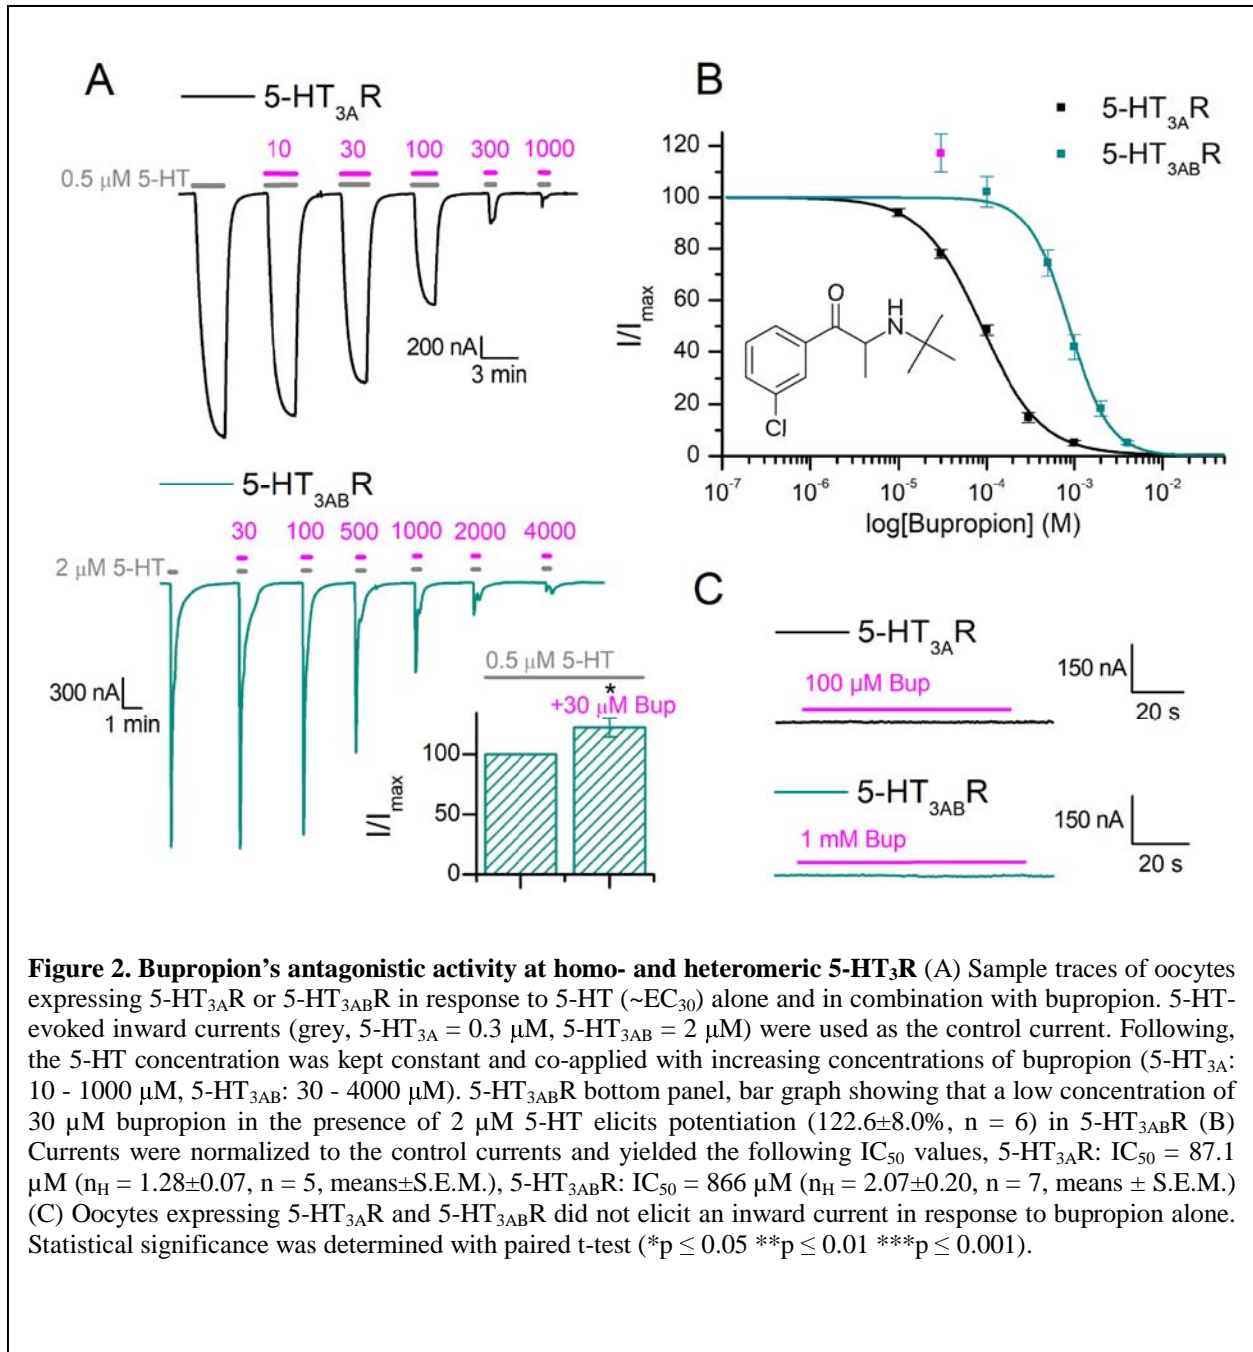 A
5-HT3AR
10 30 100 300 1000
0.5 μM 5-HT
200 nA
3 min
5-HT3ABR
30 100 500 1000 2000 4000
2 μM 5-HT
300 nA
1 min
0.5 μM 5-HT
*
+30 μM Bup
100
50
0
I/Imax
B
5-HT3AR
5-HT3ABR
120
100
80
60
40
20
0
I/Imax
O
H
N
Cl
10-7 10-6 10-5 10-4 10-3 10-2
log[Bupropion] (M)
C
5-HT3AR
100 µM Bup
150 nA
20 s
5-HT3ABR
1 mM Bup
150 nA
20 s
Figure 2. Bupropion’s antagonistic activity at homo- and heteromeric 5-HT3R (A) Sample traces of oocytes
expressing 5-HT3AR or 5-HT3ABR in response to 5-HT (~EC30) alone and in combination with bupropion. 5-HT-
evoked inward currents (grey, 5-HT3A = 0.3 µM, 5-HT3AB = 2 µM) were used as the control current. Following,
the 5-HT concentration was kept constant and co-applied with increasing concentrations of bupropion (5-HT3A:
10 - 1000 µM, 5-HT3AB: 30 - 4000 µM). 5-HT3ABR bottom panel, bar graph showing that a low concentration of
30 µM bupropion in the presence of 2 µM 5-HT elicits potentiation (122.6±8.0%, n = 6) in 5-HT3ABR (B)
Currents were normalized to the control currents and yielded the following IC50 values, 5-HT3AR: IC50 = 87.1
µM (nH = 1.28±0.07, n = 5, means±S.E.M.), 5-HT3ABR: IC50 = 866 µM (nH = 2.07±0.20, n = 7, means ± S.E.M.)
(C) Oocytes expressing 5-HT3AR and 5-HT3ABR did not elicit an inward current in response to bupropion alone.
Statistical significance was determined with paired t-test (*p ≤ 0.05 **p ≤ 0.01 ***p ≤ 0.001).